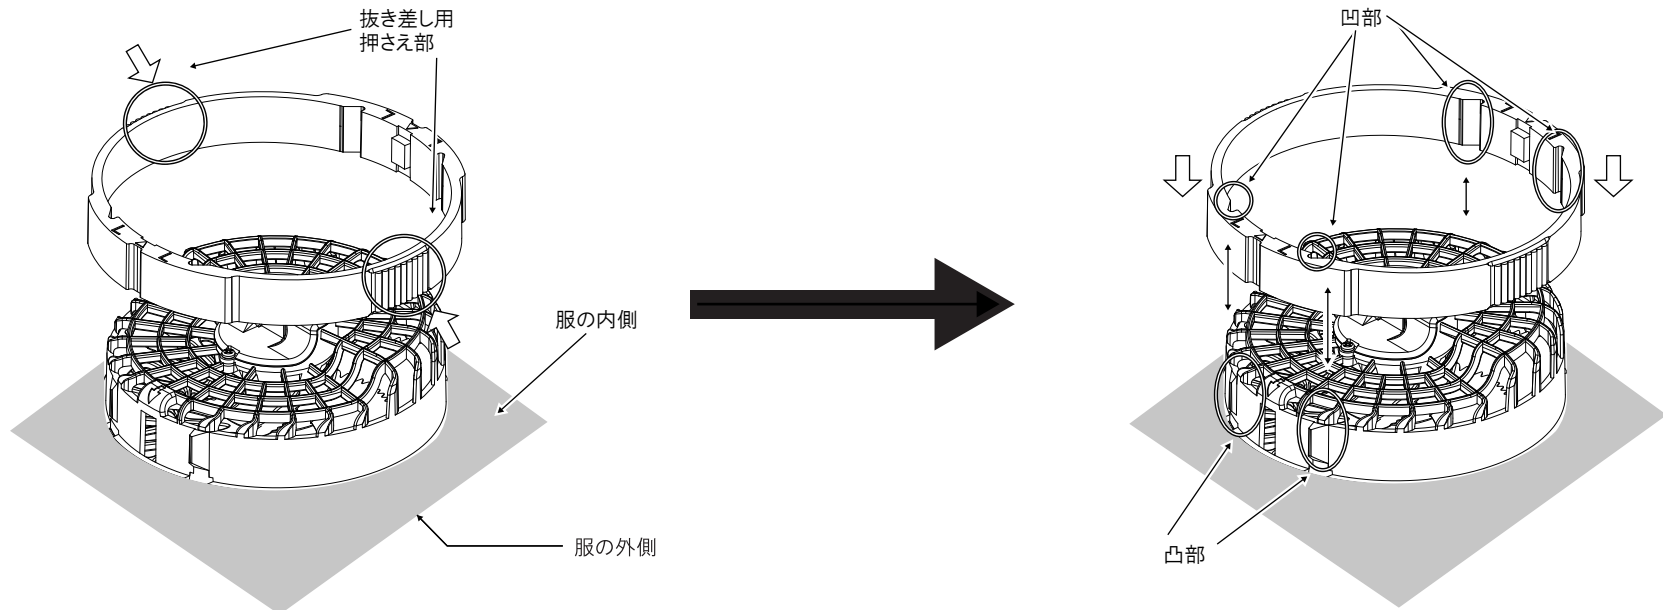 抜き差し用
押さえ部
服の内側
服の外側
凹部
凸部